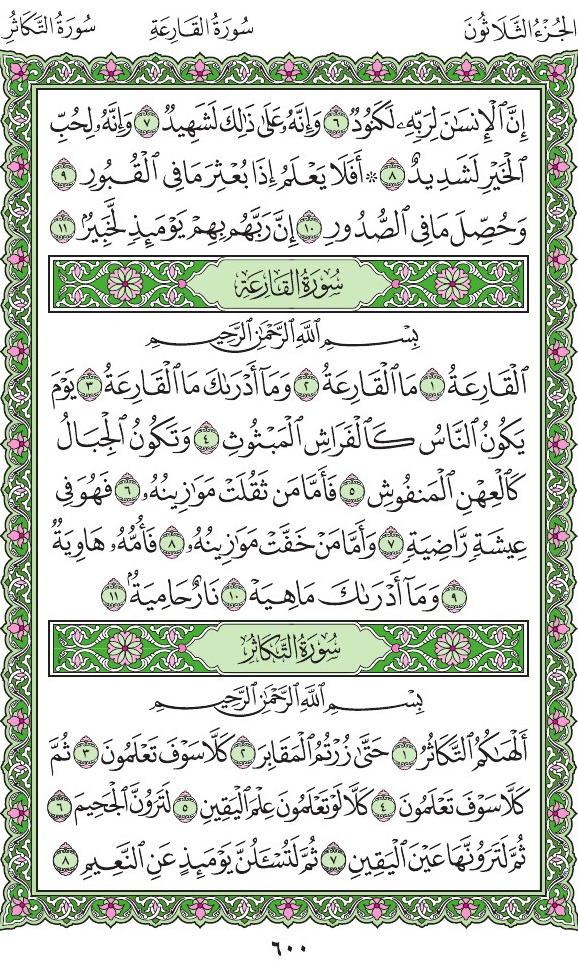 الجُزْءُ الثَّلَاثُونَ سُورَةُ القَارِعَةِ سُورَةُ التَّكَاثُرِ
إِنَّ ٱلْإِنسَٰنَ لِرَبِّهِۦ لَكَنُودٌ ٦ وَإِنَّهُۥ عَلَىٰ ذَٰلِكَ لَشَهِيدٌ ٧ وَإِنَّهُۥ لِحُبِّ
ٱلْخَيْرِ لَشَدِيدٌ ٨ ۞ أَفَلَا يَعْلَمُ إِذَا بُعْثِرَ مَا فِي ٱلْقُبُورِ ٩
وَحُصِّلَ مَا فِي ٱلصُّدُورِ ١٠ إِنَّ رَبَّهُم بِهِمْ يَوْمَئِذٍ لَّخَبِيرٌۢ ١١
سُورَةُ القَارِعَةِ
بِسْمِ ٱللَّهِ ٱلرَّحْمَٰنِ ٱلرَّحِيمِ
ٱلْقَارِعَةُ ١ مَا ٱلْقَارِعَةُ ٢ وَمَآ أَدْرَىٰكَ مَا ٱلْقَارِعَةُ ٣ يَوْمَ
يَكُونُ ٱلنَّاسُ كَٱلْفَرَاشِ ٱلْمَبْثُوثِ ٤ وَتَكُونُ ٱلْجِبَالُ
كَٱلْعِهْنِ ٱلْمَنفُوشِ ٥ فَأَمَّا مَن ثَقُلَتْ مَوَٰزِينُهُۥ ٦ فَهُوَ فِي
عِيشَةٍ رَّاضِيَةٍ ٧ وَأَمَّا مَنْ خَفَّتْ مَوَٰزِينُهُۥ ٨ فَأُمُّهُۥ هَاوِيَةٌ
٩ وَمَآ أَدْرَىٰكَ مَا هِيَهْ ١٠ نَارٌ حَامِيَةٌۢ ١١
سُورَةُ التَّكَاثُرِ
بِسْمِ ٱللَّهِ ٱلرَّحْمَٰنِ ٱلرَّحِيمِ
أَلْهَىٰكُمُ ٱلتَّكَاثُرُ ١ حَتَّىٰ زُرْتُمُ ٱلْمَقَابِرَ ٢ كَلَّا سَوْفَ تَعْلَمُونَ ٣ ثُمَّ
كَلَّا سَوْفَ تَعْلَمُونَ ٤ كَلَّا لَوْ تَعْلَمُونَ عِلْمَ ٱلْيَقِينِ ٥ لَتَرَوُنَّ ٱلْجَحِيمَ ٦
ثُمَّ لَتَرَوُنَّهَا عَيْنَ ٱلْيَقِينِ ٧ ثُمَّ لَتُسْـَٔلُنَّ يَوْمَئِذٍ عَنِ ٱلنَّعِيمِ ٨
٦٠٠